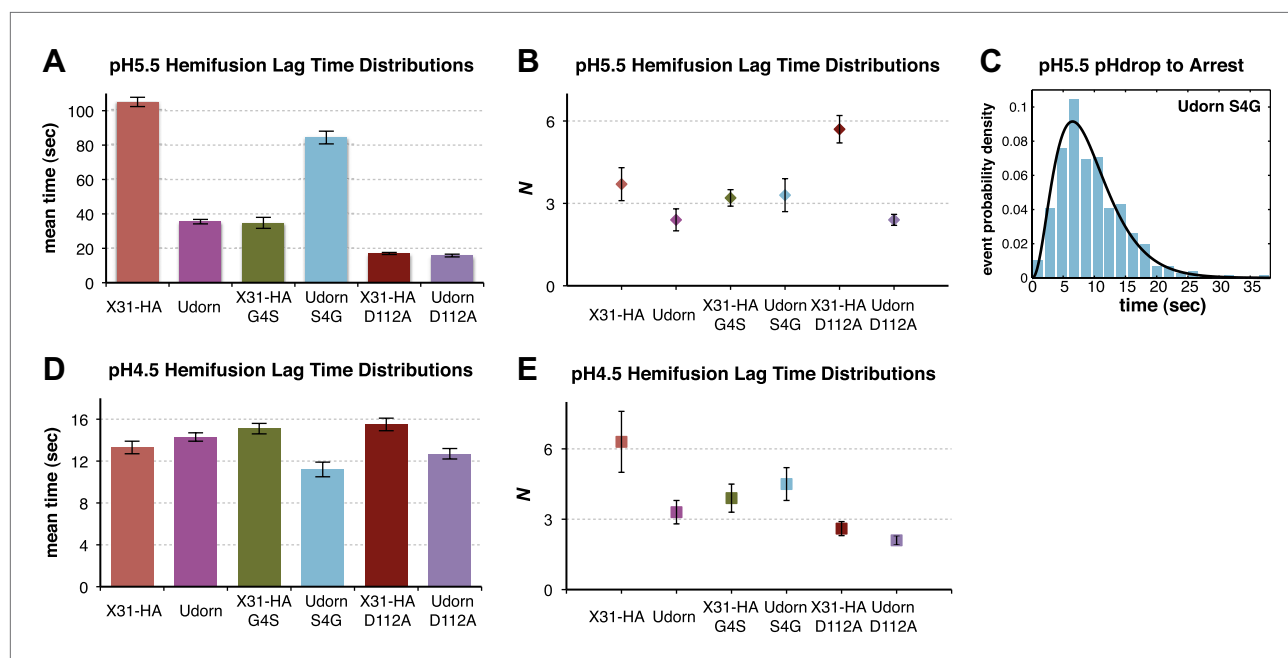 A
pH5.5 Hemifusion Lag Time Distributions
mean time (sec)
100
80
60
40
20
0
X31-HA
Udorn
X31-HA
G4S
Udorn
S4G
X31-HA
D112A
Udorn
D112A
B
pH5.5 Hemifusion Lag Time Distributions
N
6
3
0
X31-HA
Udorn
X31-HA
G4S
Udorn
S4G
X31-HA
D112A
Udorn
D112A
C
pH5.5 pHdrop to Arrest
Udorn S4G
event probability density
0.1
0.08
0.06
0.04
0.02
0
0 5 10 15 20 25 30 35
time (sec)
D
pH4.5 Hemifusion Lag Time Distributions
mean time (sec)
16
12
8
4
0
X31-HA
Udorn
X31-HA
G4S
Udorn
S4G
X31-HA
D112A
Udorn
D112A
E
pH4.5 Hemifusion Lag Time Distributions
N
6
3
0
X31-HA
Udorn
X31-HA
G4S
Udorn
S4G
X31-HA
D112A
Udorn
D112A